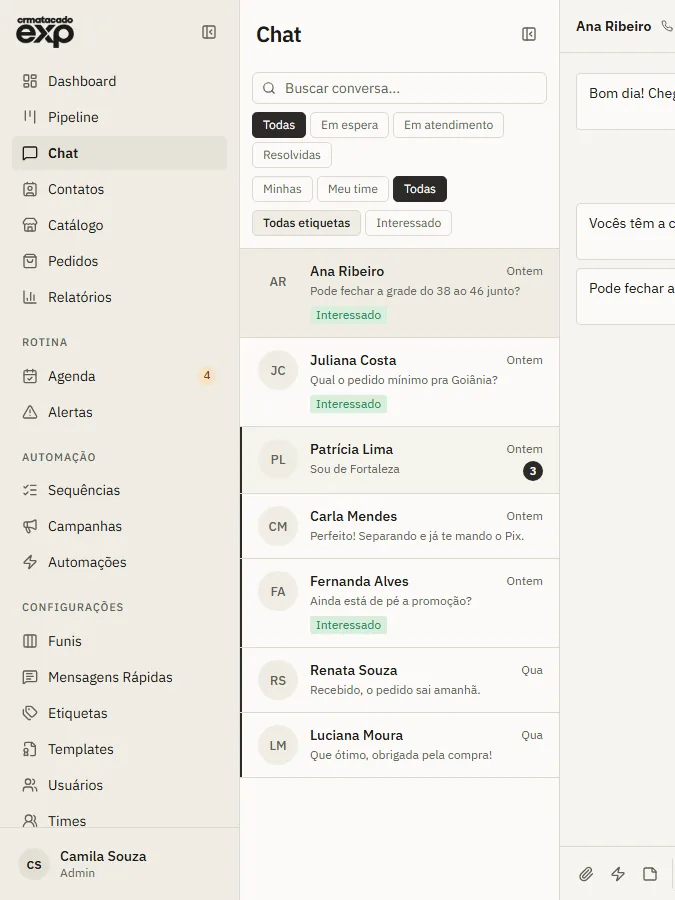 crmatacado
exp
Dashboard
Pipeline
Chat
Contatos
Catálogo
Pedidos
Relatórios
ROTINA
Agenda 4
Alertas
AUTOMAÇÃO
Sequências
Campanhas
Automações
CONFIGURAÇÕES
Funis
Mensagens Rápidas
Etiquetas
Templates
Usuários
Times
CS Camila Souza
Admin
Chat
Buscar conversa...
Todas Em espera Em atendimento
Resolvidas
Minhas Meu time Todas
Todas etiquetas Interessado
AR Ana Ribeiro Ontem
Pode fechar a grade do 38 ao 46 junto?
Interessado
JC Juliana Costa Ontem
Qual o pedido mínimo pra Goiânia?
Interessado
PL Patrícia Lima Ontem
Sou de Fortaleza 3
CM Carla Mendes Ontem
Perfeito! Separando e já te mando o Pix.
FA Fernanda Alves Ontem
Ainda está de pé a promoção?
Interessado
RS Renata Souza Qua
Recebido, o pedido sai amanhã.
LM Luciana Moura Qua
Que ótimo, obrigada pela compra!
Ana Ribeiro
Bom dia! Cheg
Vocês têm a c
Pode fechar a